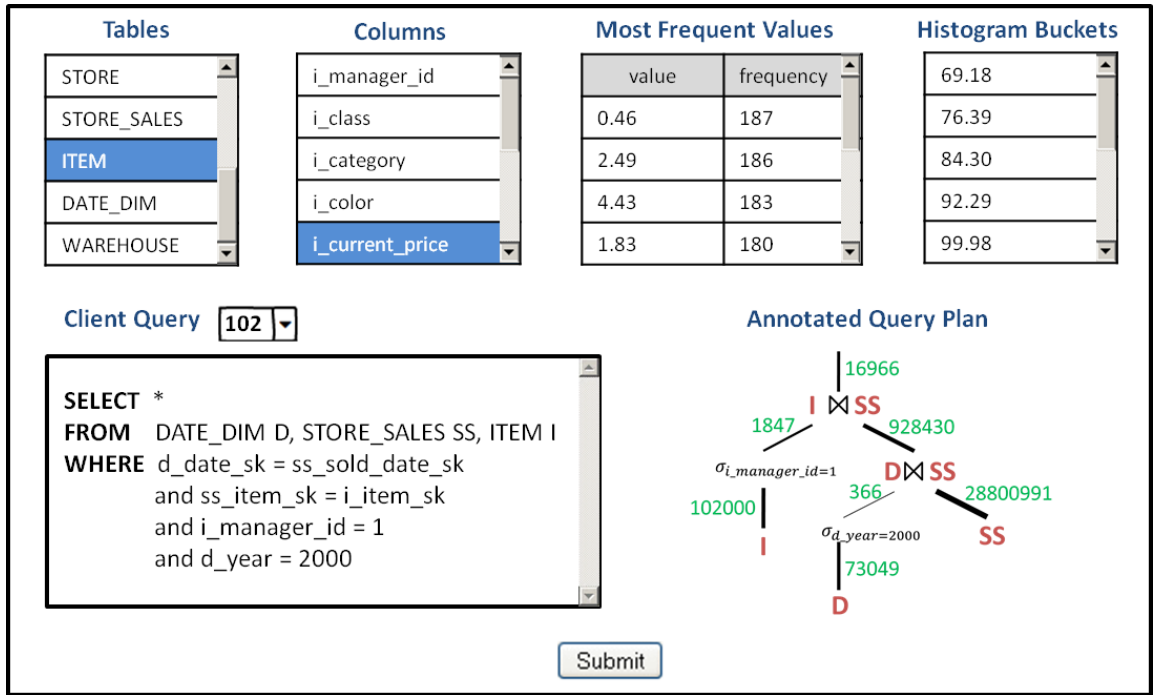 Tables
STORE
STORE_SALES
ITEM
DATE_DIM
WAREHOUSE
Columns
i_manager_id
i_class
i_category
i_color
i_current_price
Most Frequent Values
value frequency
0.46 187
2.49 186
4.43 183
1.83 180
Histogram Buckets
69.18
76.39
84.30
92.29
99.98
Client Query 102
SELECT *
FROM DATE_DIM D, STORE_SALES SS, ITEM I
WHERE d_date_sk = ss_sold_date_sk
and ss_item_sk = i_item_sk
and i_manager_id = 1
and d_year = 2000
Annotated Query Plan
16966
I ⋈ SS
1847 928430
σi_manager_id=1 D⋈ SS
366 28800991
102000
σd_year=2000 SS
I
73049
D
Submit